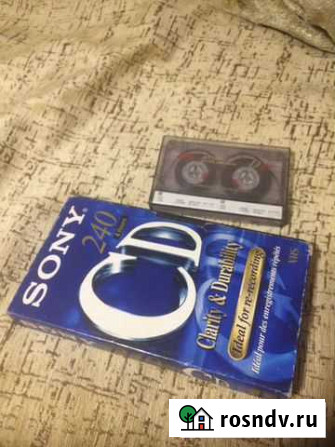 SONY
240
CD
Clarity & Durability
Ideal for re-recording
Idéal pour des enregistrements répétés
VHS
rosndv.ru